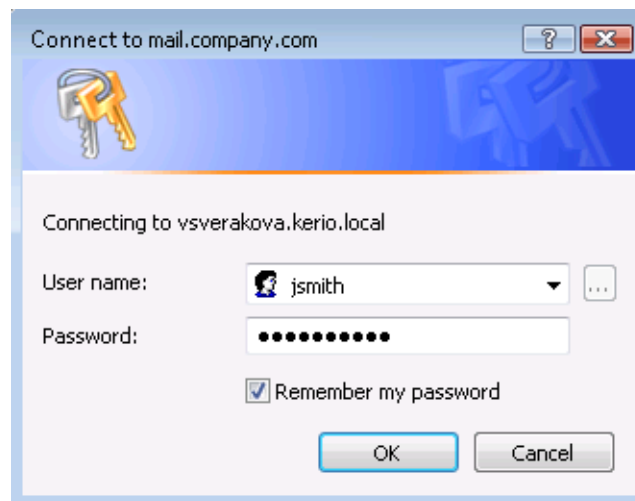 Connect to mail.company.com
Connecting to vsverakova.kerio.local
User name: jsmith ...
Password: ●●●●●●●●●●
Remember my password
OK Cancel